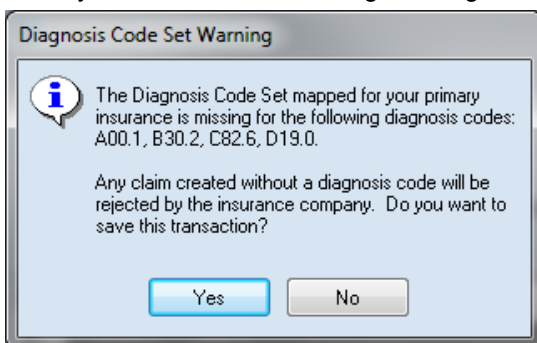 Diagnosis Code Set Warning
The Diagnosis Code Set mapped for your primary
insurance is missing for the following diagnosis codes:
A00.1, B30.2, C82.6, D19.0.
Any claim created without a diagnosis code will be
rejected by the insurance company.  Do you want to
save this transaction?
Yes
No